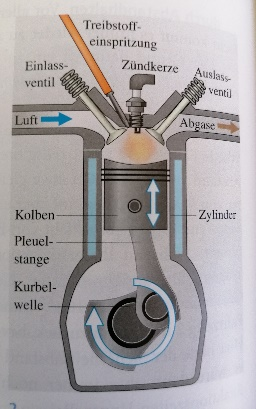 Treibstoff-
einspritzung
Einlass-
ventil
Zündkerze
Auslass-
ventil
Luft
Abgase
Kolben
Zylinder
Pleuel-
stange
Kurbel-
welle